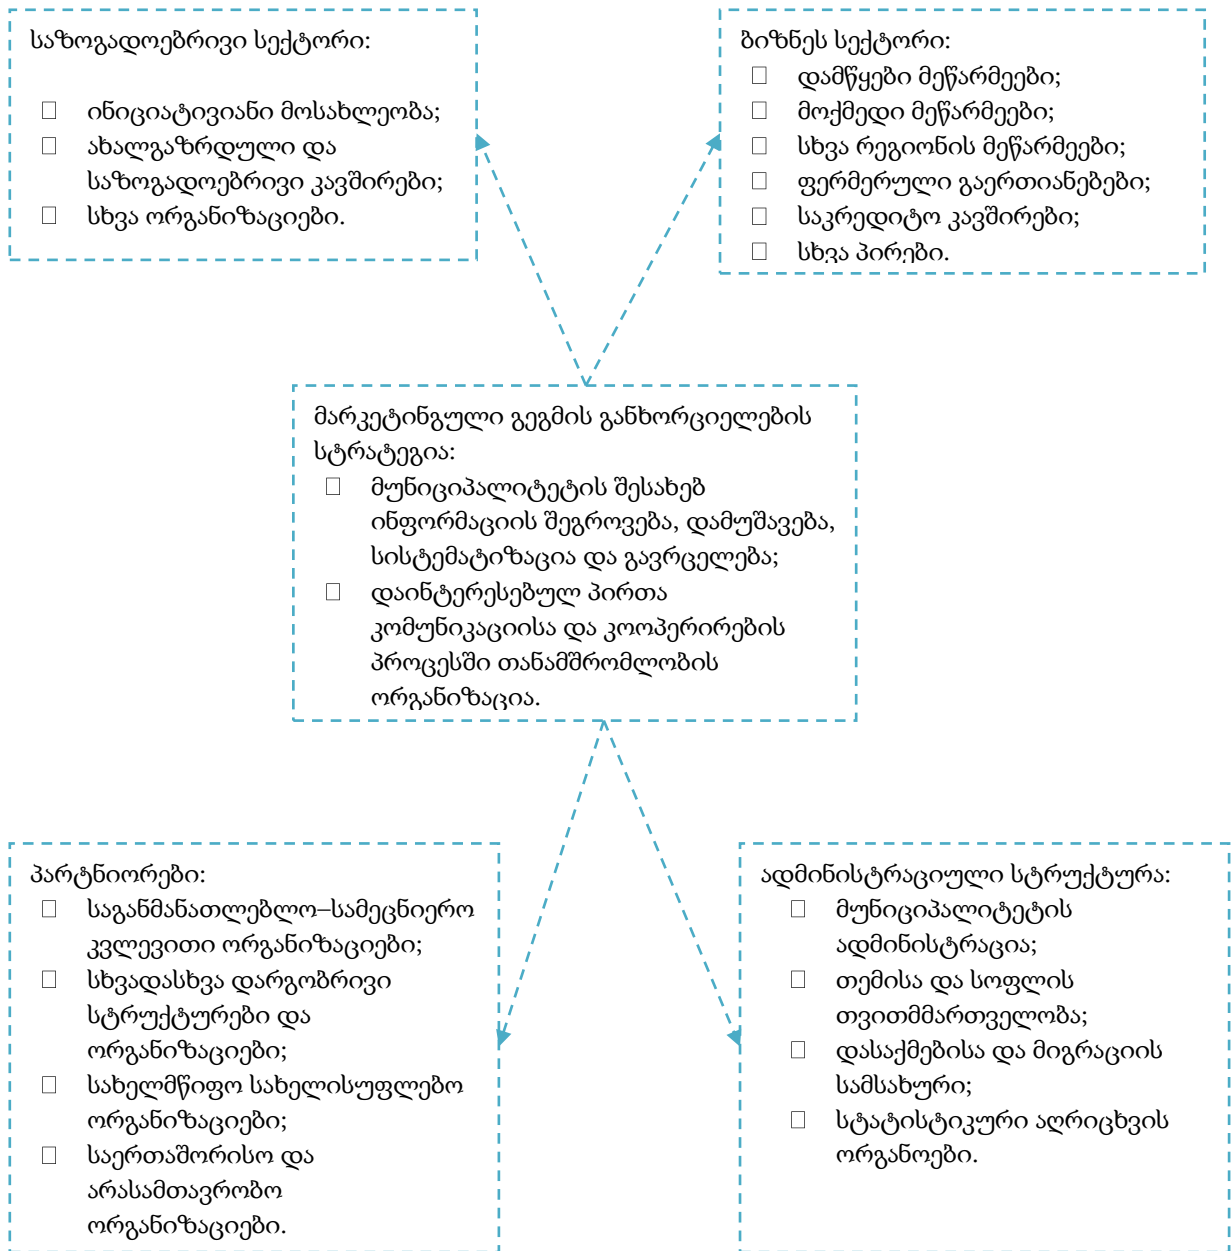 საზოგადოებრივი სექტორი:
ინიციატივიანი მოსახლეობა;
ახალგაზრდული და
საზოგადოებრივი კავშირები;
სხვა ორგანიზაციები.
ბიზნეს სექტორი:
დამწყები მეწარმეები;
მოქმედი მეწარმეები;
სხვა რეგიონის მეწარმეები;
ფერმერული გაერთიანებები;
საკრედიტო კავშირები;
სხვა პირები.
მარკეტინგული გეგმის განხორციელების
სტრატეგია:
მუნიციპალიტეტის შესახებ
ინფორმაციის შეგროვება, დამუშავება,
სისტემატიზაცია და გავრცელება;
დაინტერესებულ პირთა
კომუნიკაციისა და კოოპერირების
პროცესში თანამშრომლობის
ორგანიზაცია.
პარტნიორები:
საგანმანათლებლო–სამეცნიერო
კვლევითი ორგანიზაციები;
სხვადასხვა დარგობრივი
სტრუქტურები და
ორგანიზაციები;
სახელმწიფო სახელისუფლებო
ორგანიზაციები;
საერთაშორისო და
არასამთავრობო
ორგანიზაციები.
ადმინისტრაციული სტრუქტურა:
მუნიციპალიტეტის
ადმინისტრაცია;
თემისა და სოფლის
თვითმმართველობა;
დასაქმებისა და მიგრაციის
სამსახური;
სტატისტიკური აღრიცხვის
ორგანოები.